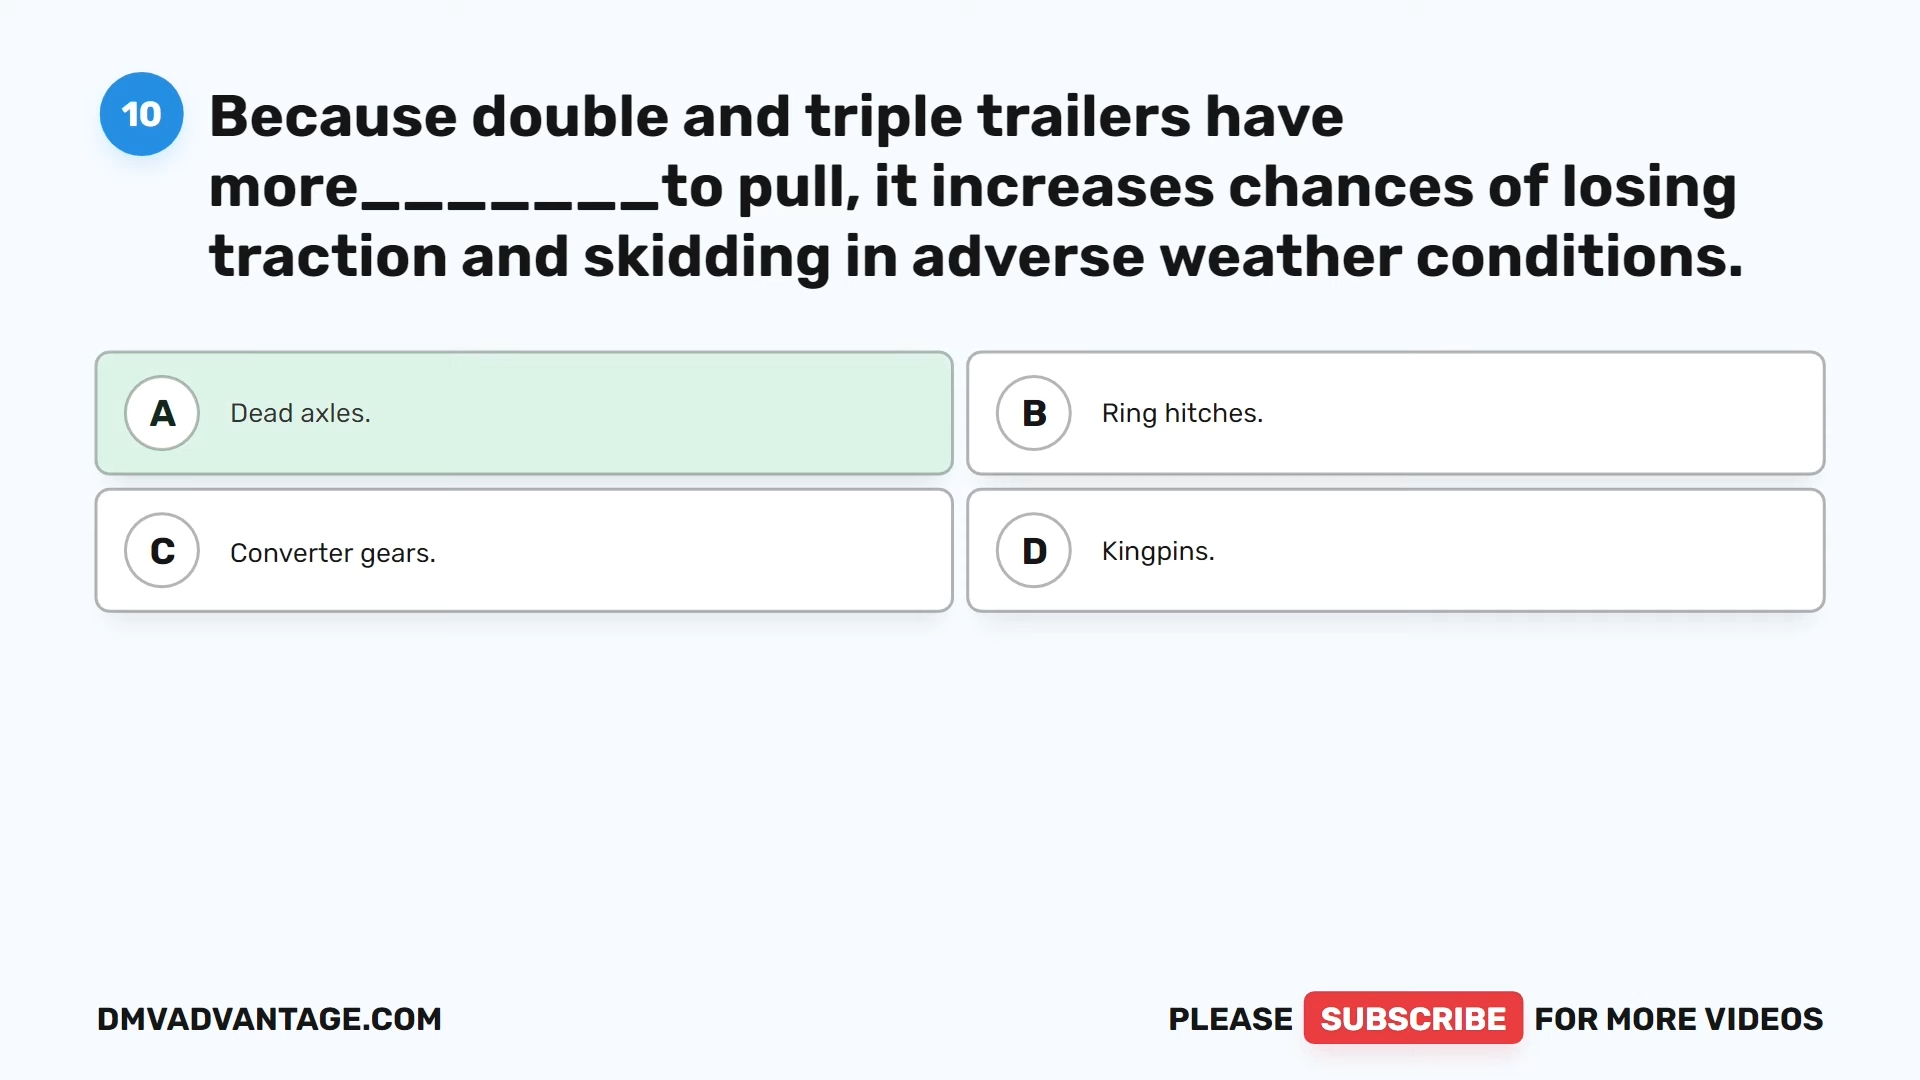 10
Because double and triple trailers have
more_______to pull, it increases chances of losing
traction and skidding in adverse weather conditions.
A Dead axles.
B Ring hitches.
C Converter gears.
D Kingpins.
DMVADVANTAGE.COM
PLEASE SUBSCRIBE FOR MORE VIDEOS